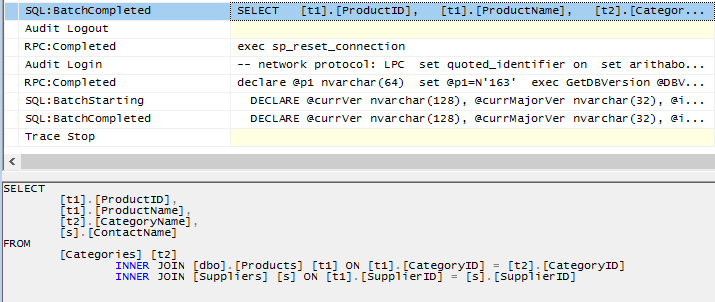 SQL:BatchCompleted SELECT [t1].[ProductID], [t1].[ProductName], [t2].[Categor...
Audit Logout
RPC:Completed exec sp_reset_connection
Audit Login -- network protocol: LPC set quoted_identifier on set arithabo...
RPC:Completed declare @p1 nvarchar(64) set @p1=N'163' exec GetDBVersion @DBV...
SQL:BatchStarting DECLARE @currVer nvarchar(128), @currMajorVer nvarchar(32), @i...
SQL:BatchCompleted DECLARE @currVer nvarchar(128), @currMajorVer nvarchar(32), @i...
Trace Stop
SELECT
[t1].[ProductID],
[t1].[ProductName],
[t2].[CategoryName],
[s].[ContactName]
FROM
[Categories] [t2]
INNER JOIN [dbo].[Products] [t1] ON [t1].[CategoryID] = [t2].[CategoryID]
INNER JOIN [Suppliers] [s] ON [t1].[SupplierID] = [s].[SupplierID]